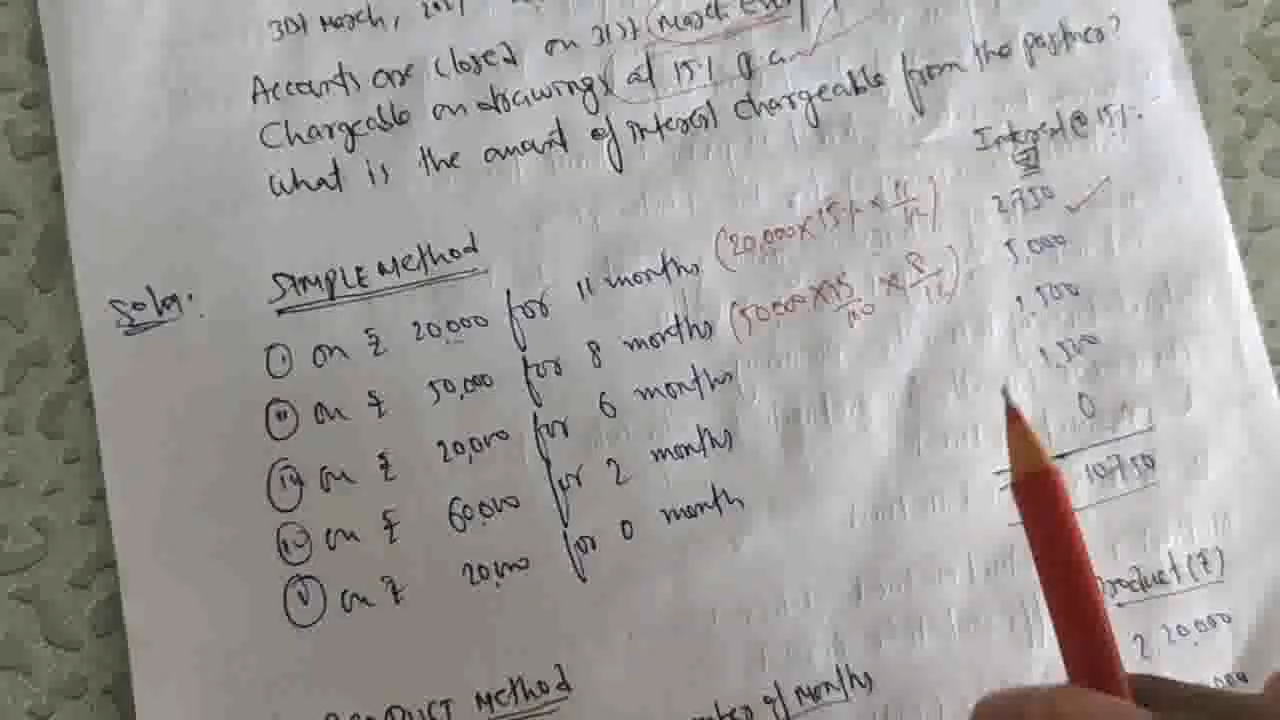 31st March, 2021
Accounts are closed on 31st March every
Chargeable on drawings at 15% p.a.
What is the amount of interest chargeable from the partner?
Interest @ 15%.
Soln:
SIMPLE METHOD
(i) on ₹ 20,000 for 11 months (20,000 × 15% × 11/12) 2,750 ✓
(ii) on ₹ 50,000 for 8 months (50,000 × 15/100 × 8/12) 5,000
(iii) on ₹ 20,000 for 6 months 1,500
(iv) on ₹ 60,000 for 2 months 1,500
(v) on ₹ 20,000 for 0 month 0
10,750
Product (₹)
2,20,000
PRODUCT METHOD
of Months